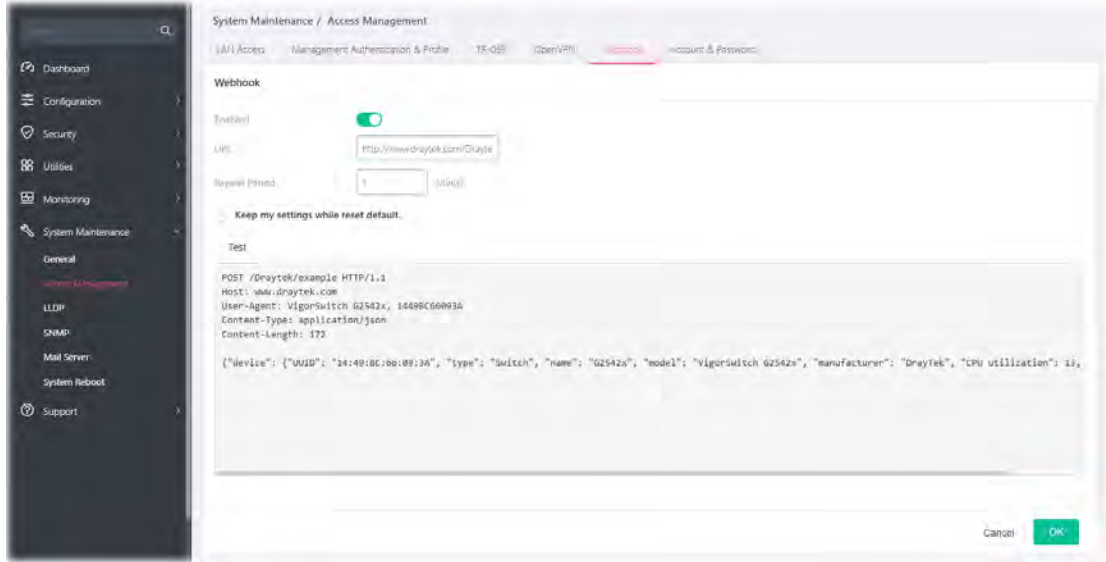 System Maintenance / Access Management
LAN Access Management Authentication & Profile TR-069 OpenVPN Webhook Account & Password
Dashboard
Configuration
Security
Utilities
Monitoring
System Maintenance
General
Access Management
LLDP
SNMP
Mail Server
System Reboot
Support
Webhook
Enabled
URL
http://www.draytek.com/Drayte
Repeat Period
1
Keep my settings while reset default.
Test
POST /Draytek/example HTTP/1.1
Host: www.draytek.com
User-Agent: VigorSwitch G2542x, 14498C66093A
Content-Type: application/json
Content-Length: 172
{"device": {"UUID": "14:49:8C:66:09:3A", "type": "Switch", "name": "G2542x", "model": "VigorSwitch G2542x", "manufacturer": "DrayTek", "CPU utilization": 13,
Cancel
OK